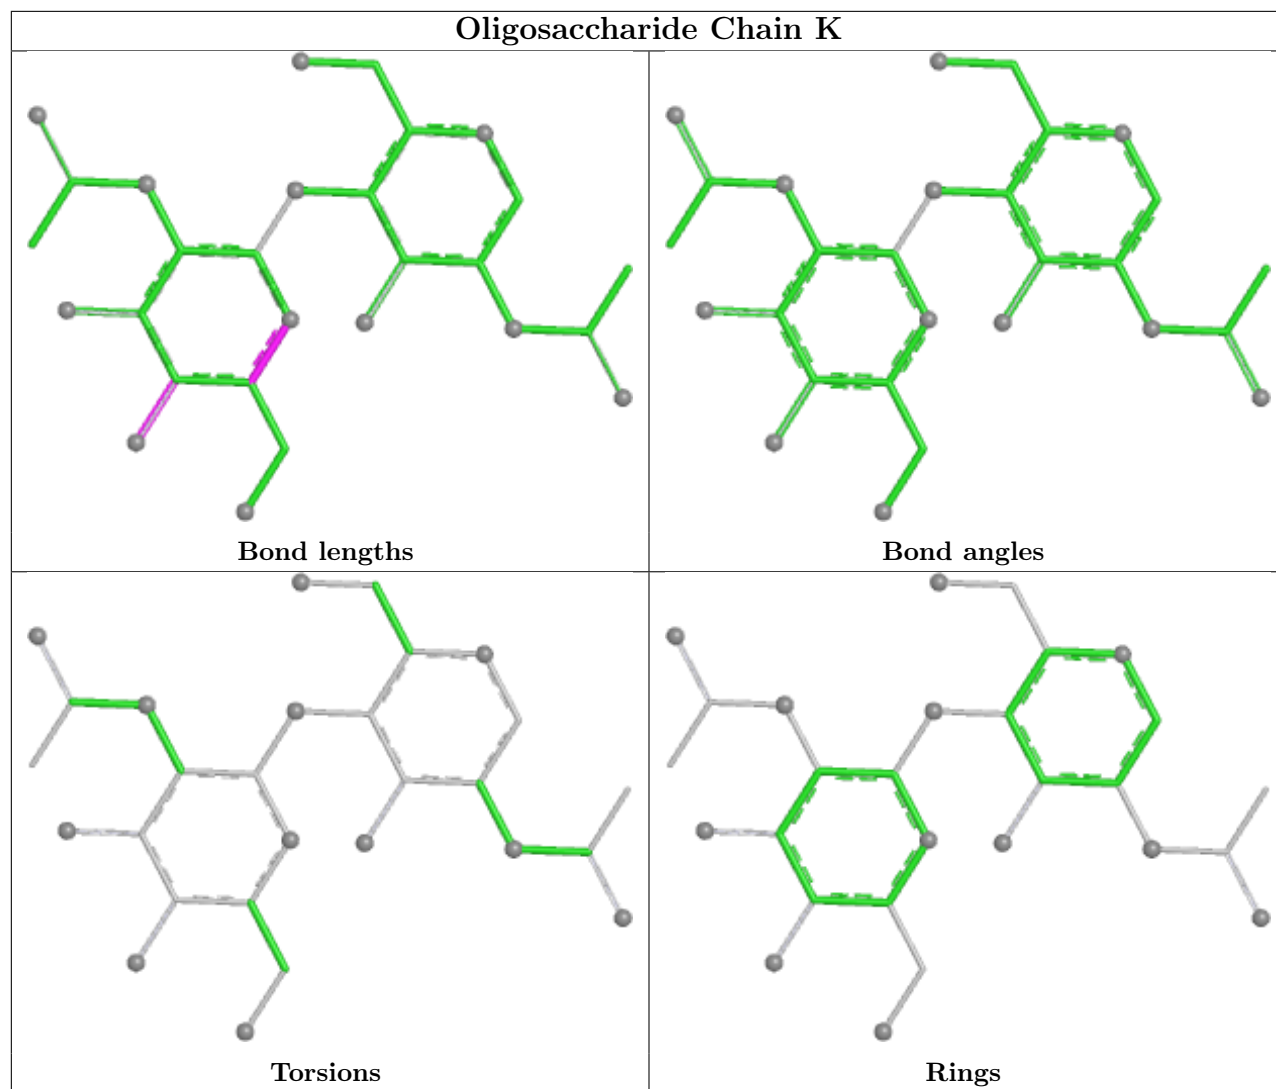 Oligosaccharide Chain K
Bond lengths
Bond angles
Torsions
Rings